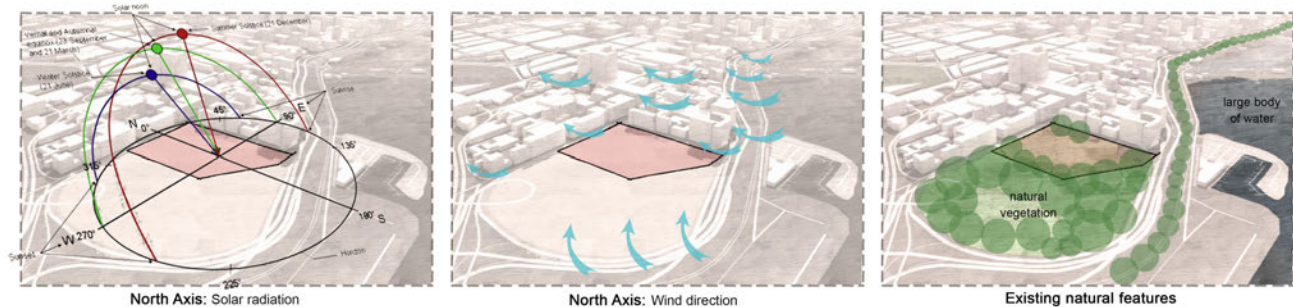 Solar noon
Summer Solstice (21 December)
Vernal and Autumnal
equation (23 September
and 21 March)
Winter Solstice
(21 June)
Sunrise
N 0°
45°
E
90°
135°
315°
180°
S
W 270°
Sunset
Horizon
225°
North Axis: Solar radiation
North Axis: Wind direction
large body
of water
natural
vegetation
Existing natural features